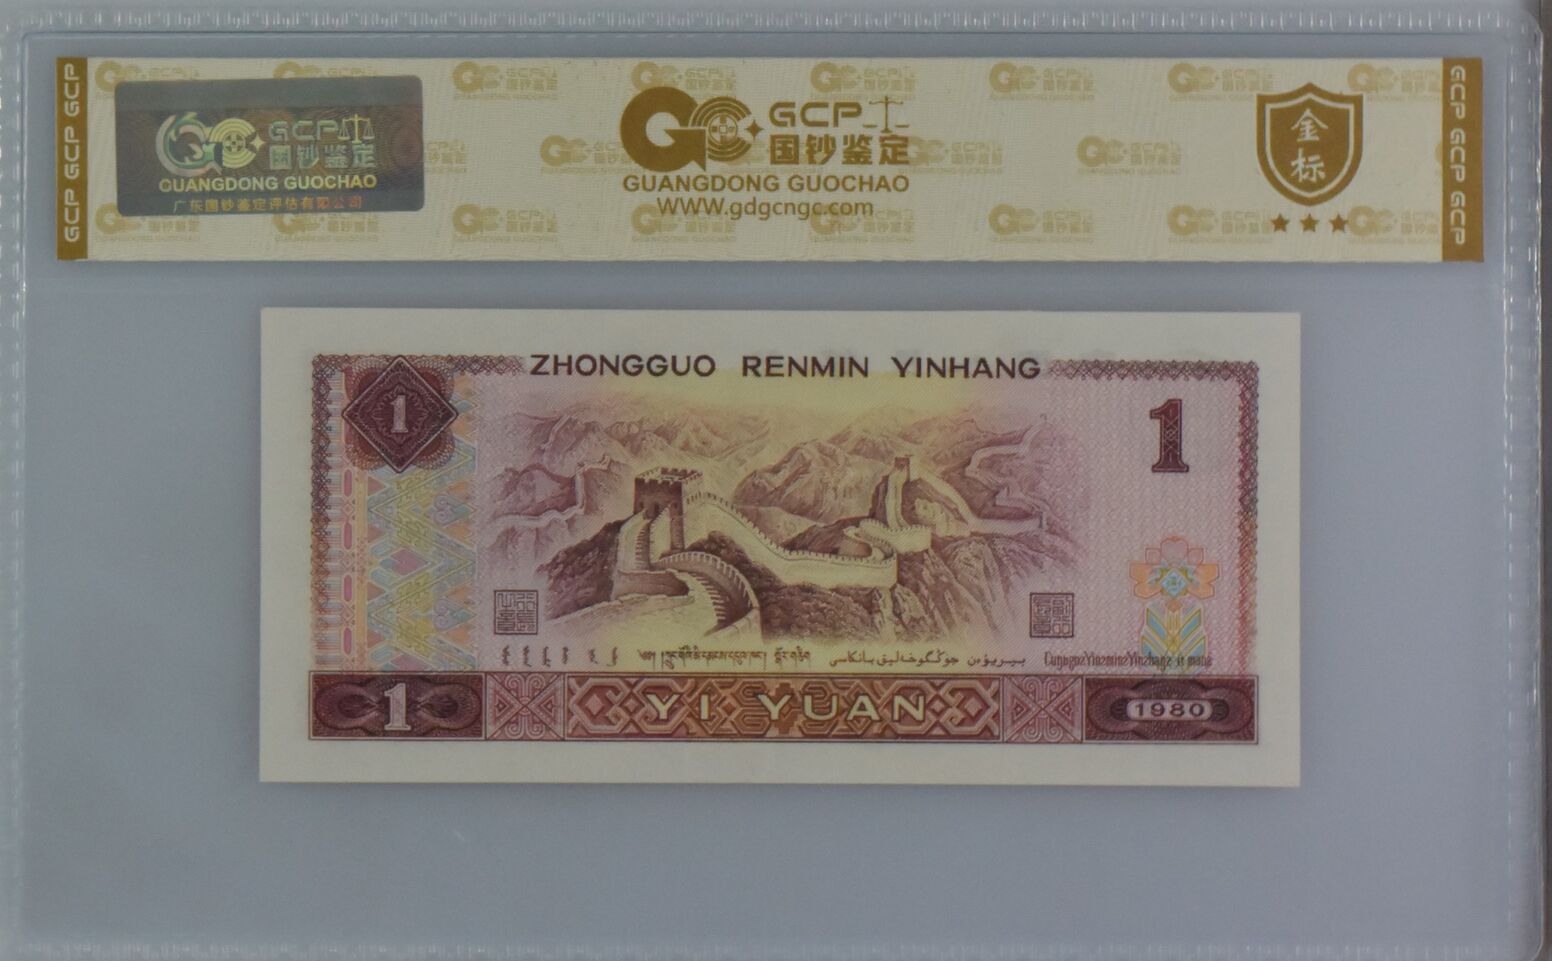 GCP GCP GCP
GCP
国钞鉴定
GUANGDONG GUOCHAO
广东国钞鉴定评估有限公司
GCP
国钞鉴定
GUANGDONG GUOCHAO
WWW.gdgcngc.com
金
标
GCP GCP GCP
ZHONGGUO RENMIN YINHANG
1
1
1
YI YUAN
1980